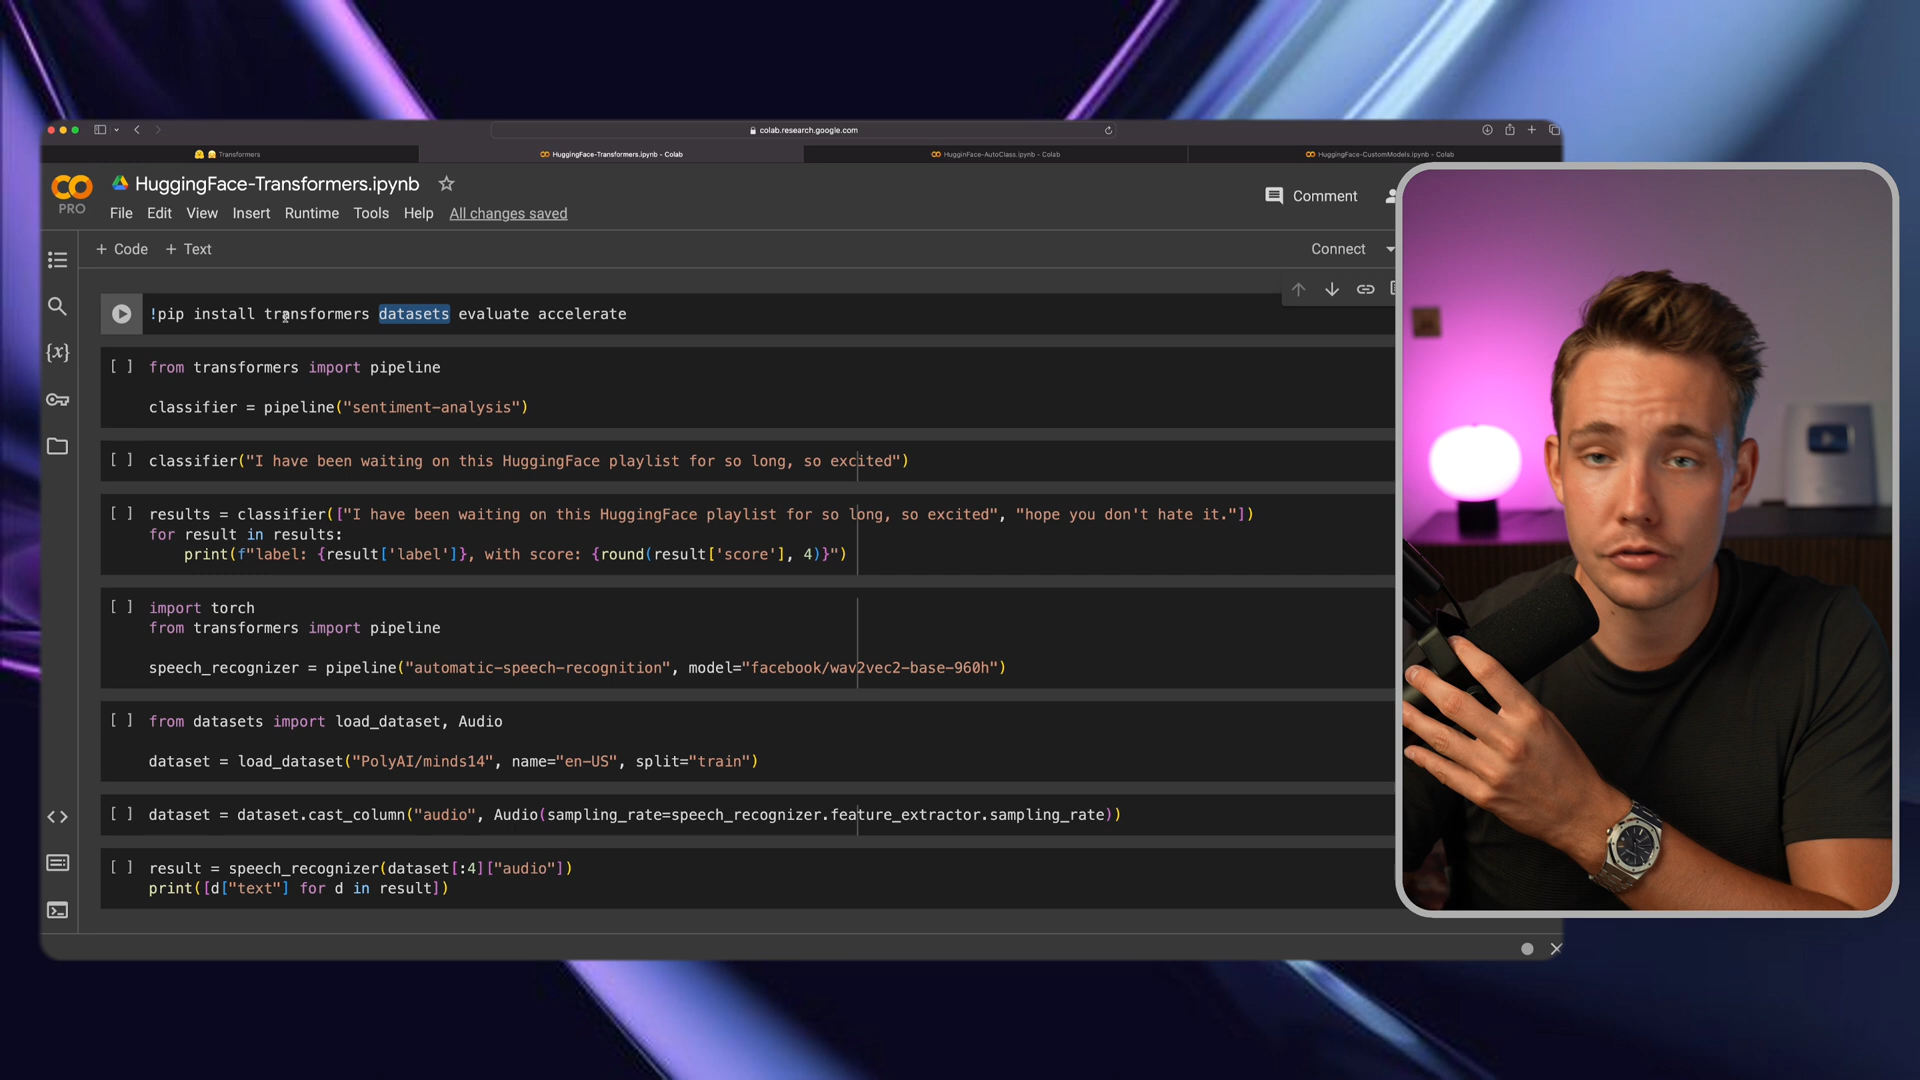 colab.research.google.com
Transformers
HuggingFace-Transformers.ipynb - Colab
HugginFace-AutoClass.ipynb - Colab
HuggingFace-CustomModels.ipynb - Colab
CO
PRO
HuggingFace-Transformers.ipynb
File Edit View Insert Runtime Tools Help All changes saved
Comment
+ Code + Text
Connect
!pip install transformers datasets evaluate accelerate
[ ] from transformers import pipeline
classifier = pipeline("sentiment-analysis")
[ ] classifier("I have been waiting on this HuggingFace playlist for so long, so excited")
[ ] results = classifier(["I have been waiting on this HuggingFace playlist for so long, so excited", "hope you don't hate it."])
for result in results:
print(f"label: {result['label']}, with score: {round(result['score'], 4)}")
[ ] import torch
from transformers import pipeline
speech_recognizer = pipeline("automatic-speech-recognition", model="facebook/wav2vec2-base-960h")
[ ] from datasets import load_dataset, Audio
dataset = load_dataset("PolyAI/minds14", name="en-US", split="train")
[ ] dataset = dataset.cast_column("audio", Audio(sampling_rate=speech_recognizer.feature_extractor.sampling_rate))
[ ] result = speech_recognizer(dataset[:4]["audio"])
print([d["text"] for d in result])
{x}